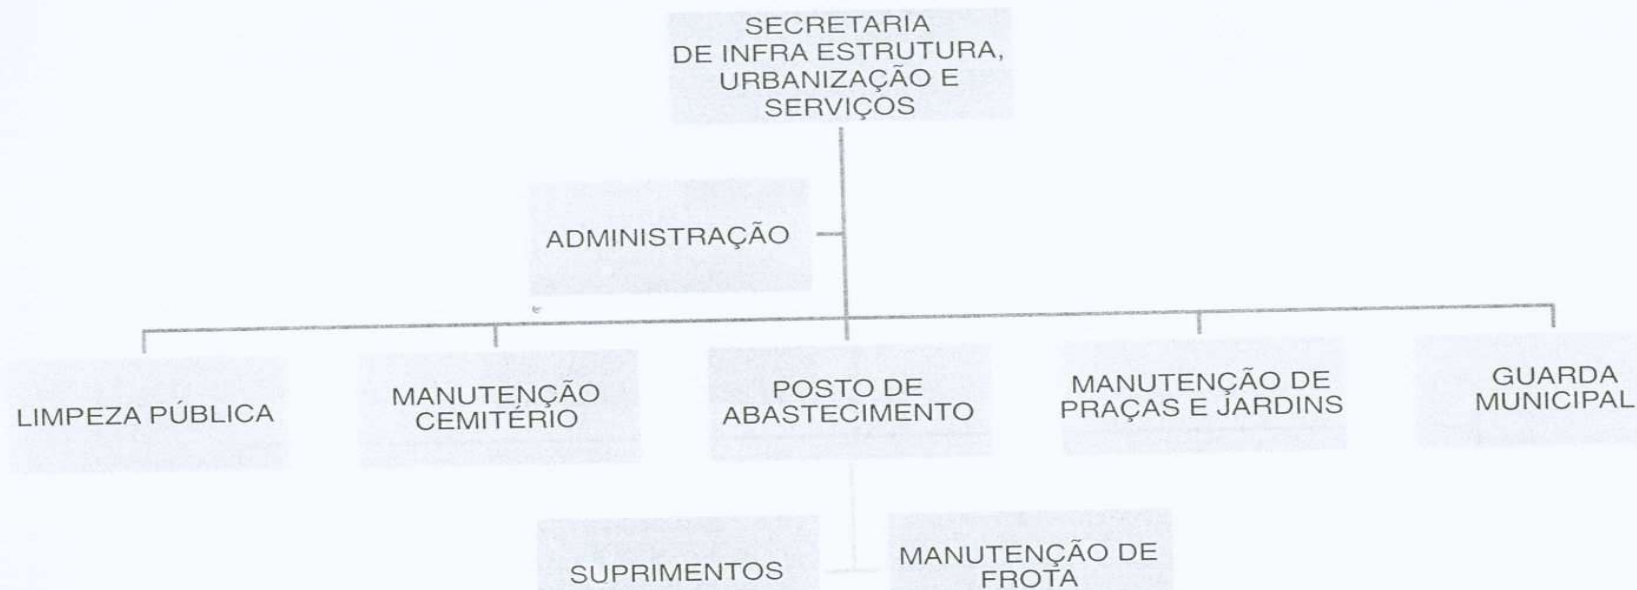 SECRETARIA
DE INFRA ESTRUTURA,
URBANIZAÇÃO E
SERVIÇOS
ADMINISTRAÇÃO
LIMPEZA PÚBLICA
MANUTENÇÃO
CEMITÉRIO
POSTO DE
ABASTECIMENTO
MANUTENÇÃO DE
PRAÇAS E JARDINS
GUARDA
MUNICIPAL
SUPRIMENTOS
MANUTENÇÃO DE
FROTA